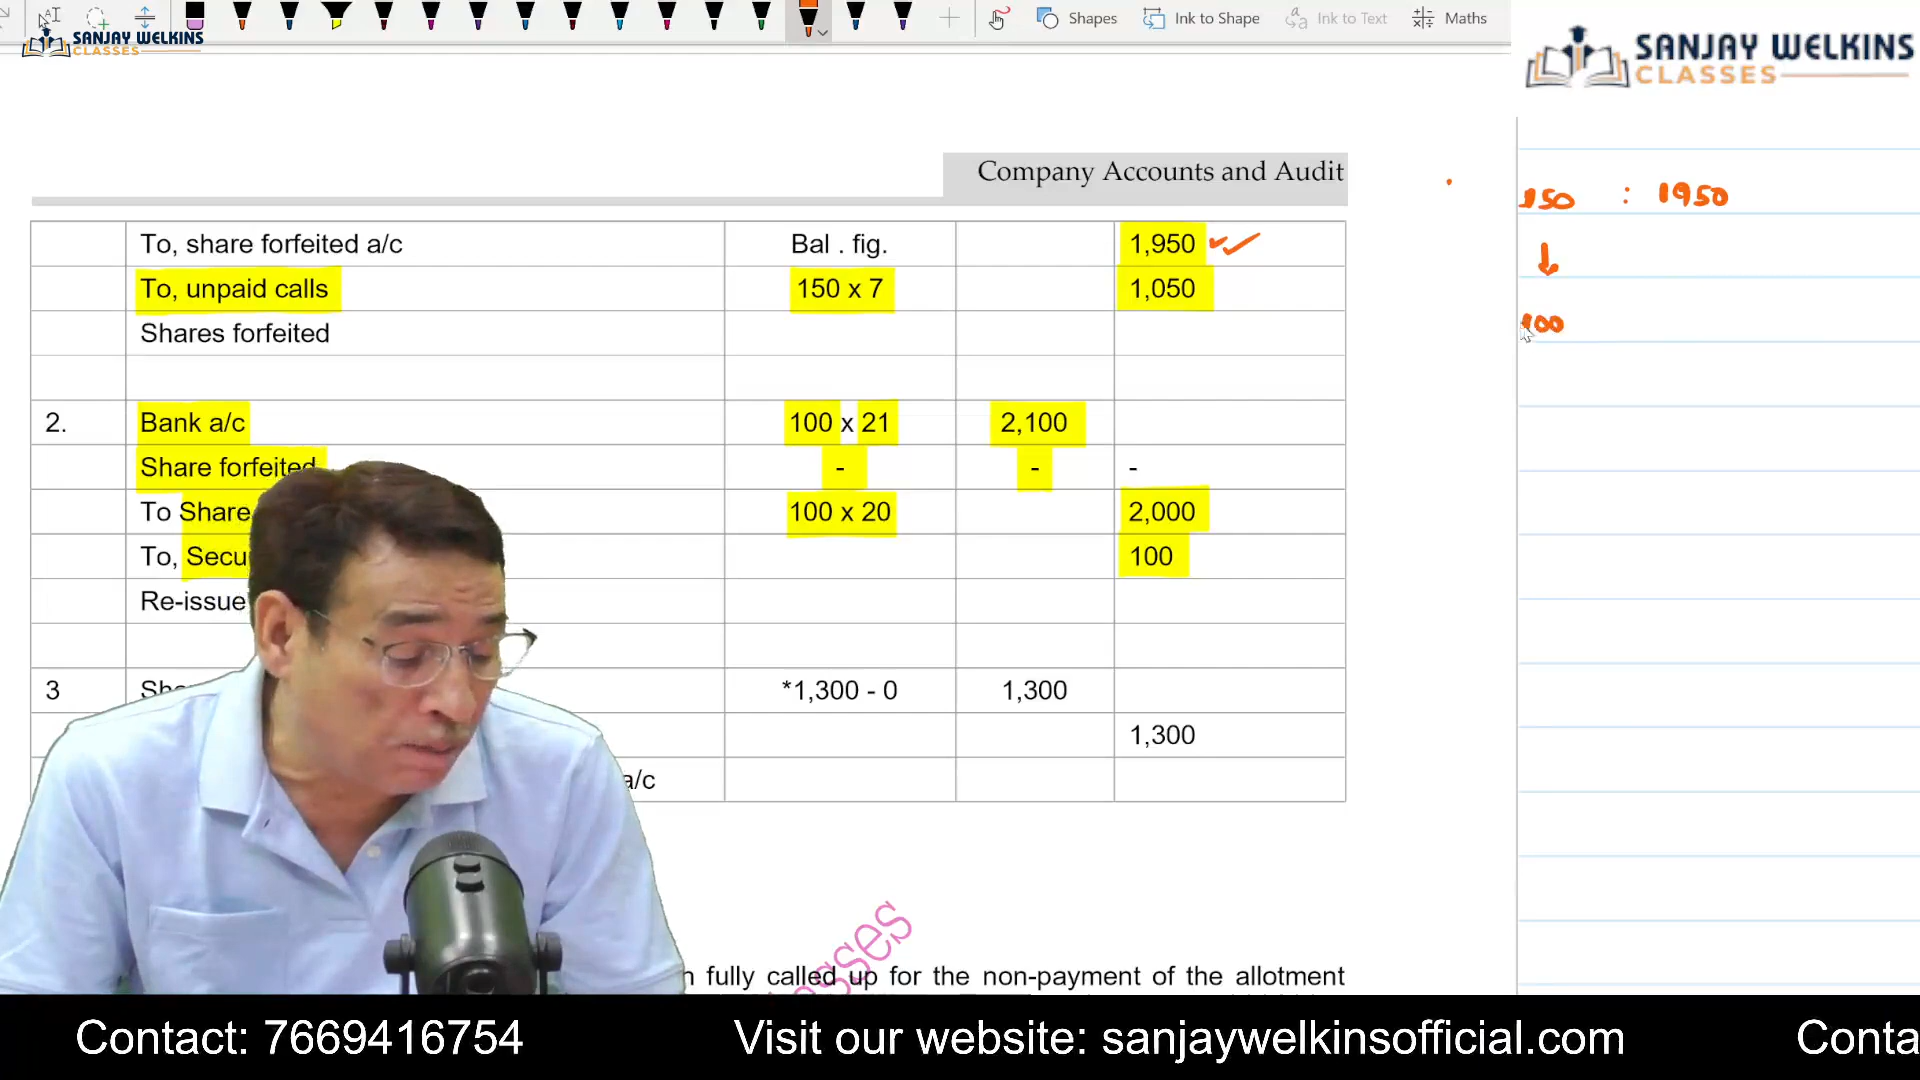 Shapes Ink to Shape Ink to Text Maths
SANJAY WELKINS
CLASSES
SANJAY WELKINS
CLASSES
Company Accounts and Audit
To, share forfeited a/c Bal . fig. 1,950
To, unpaid calls 150 x 7 1,050
Shares forfeited
2. Bank a/c 100 x 21 2,100
Share forfeited - - -
To Share 100 x 20 2,000
To, 100
Re-issue
3 *1,300 - 0 1,300
1,300
a/c
150 : 1950
100
fully called up for the non-payment of the allotment
Contact: 7669416754 Visit our website: sanjaywelkinsofficial.com